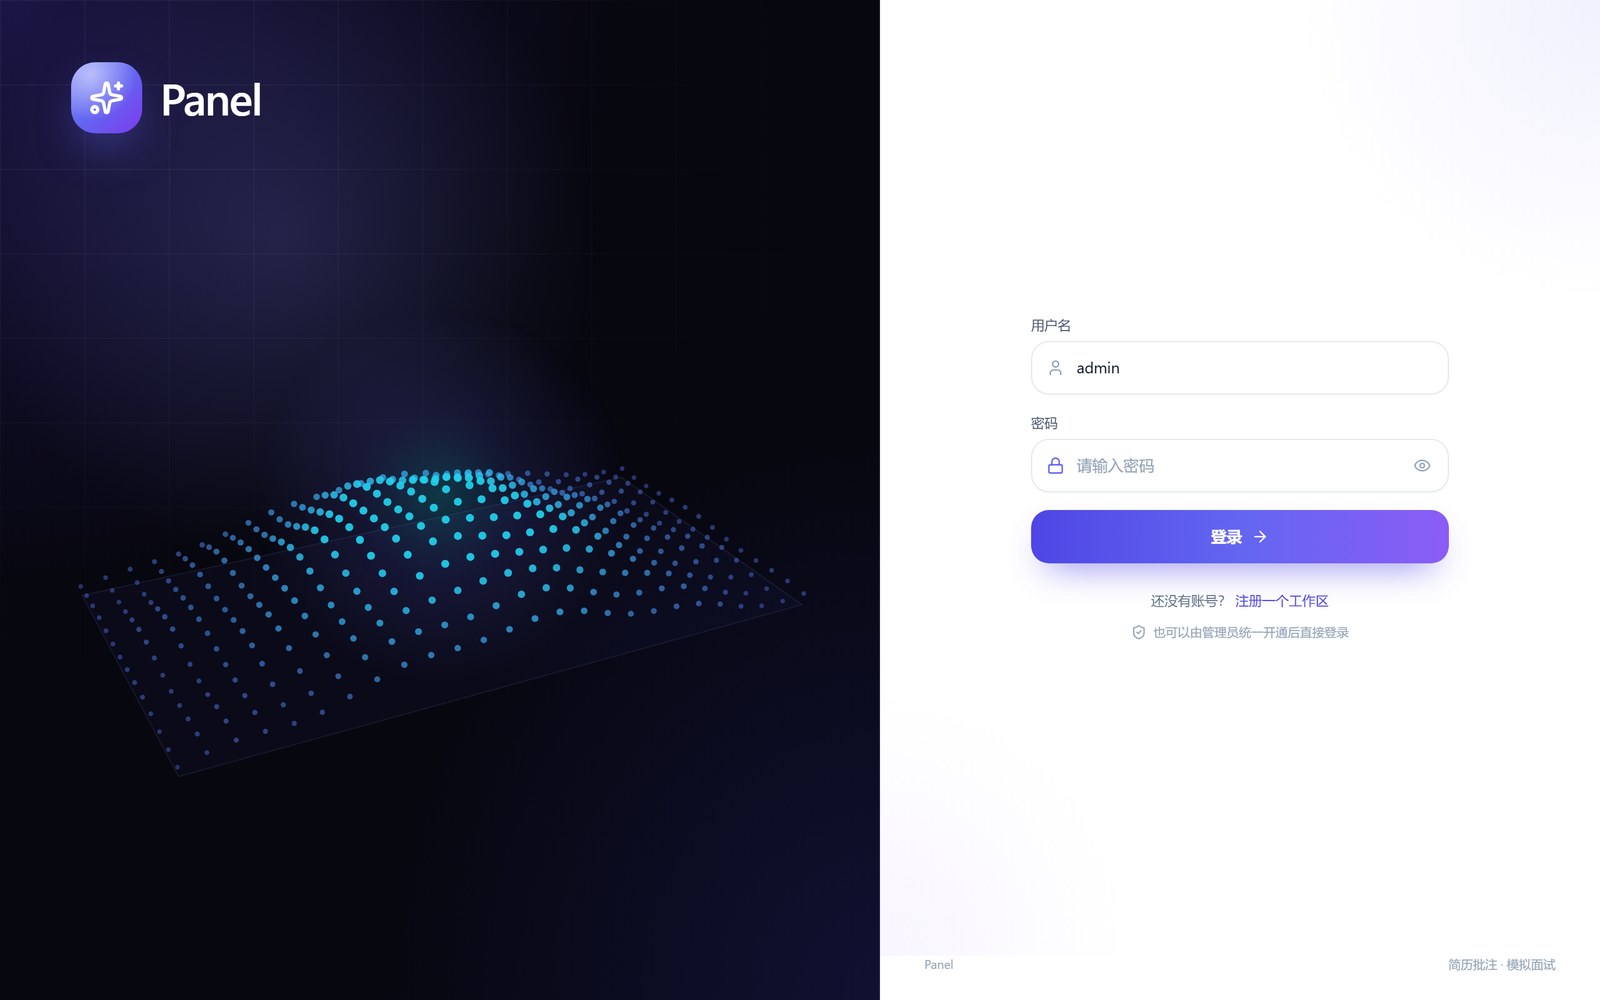 Panel
用户名
admin
密码
请输入密码
登录
还没有账号? 注册一个工作区
也可以由管理员统一开通后直接登录
Panel
简历批注 · 模拟面试